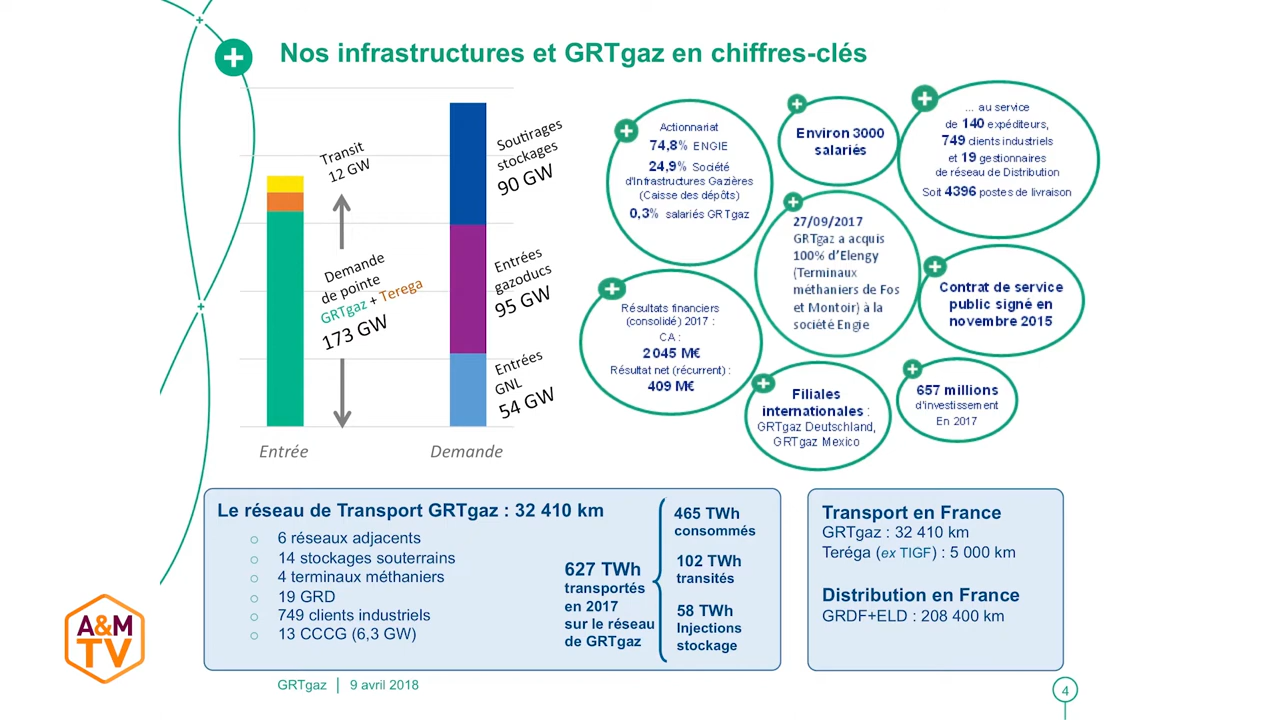 Nos infrastructures et GRTgaz en chiffres-clés
Transit
12 GW
Demande
de pointe
GRTgaz + Terega
173 GW
Entrée
Soutirages
stockages
90 GW
Entrées
gazoducs
95 GW
Entrées
GNL
54 GW
Demande
Actionnariat
74,8% ENGIE
24,9% Société
d'Infrastructures Gazières
(Caisse des dépôts)
0,3% salariés GRTgaz
Environ 3000
salariés
... au service
de 140 expéditeurs,
749 clients industriels
et 19 gestionnaires
de réseau de Distribution
Soit 4396 postes de livraison
27/09/2017
GRTgaz a acquis
100% d'Elengy
(Terminaux
méthaniers de Fos
et Montoir) à la
société Engie
Résultats financiers
(consolidé) 2017 :
CA :
2 045 M€
Résultat net (récurrent) :
409 M€
Contrat de service
public signé en
novembre 2015
Filiales
internationales :
GRTgaz Deutschland,
GRTgaz Mexico
657 millions
d'investissement
En 2017
Le réseau de Transport GRTgaz : 32 410 km
6 réseaux adjacents
14 stockages souterrains
4 terminaux méthaniers
19 GRD
749 clients industriels
13 CCCG (6,3 GW)
627 TWh
transportés
en 2017
sur le réseau
de GRTgaz
465 TWh
consommés
102 TWh
transités
58 TWh
Injections
stockage
Transport en France
GRTgaz : 32 410 km
Teréga (ex TIGF) : 5 000 km
Distribution en France
GRDF+ELD : 208 400 km
A&M
TV
GRTgaz | 9 avril 2018
4